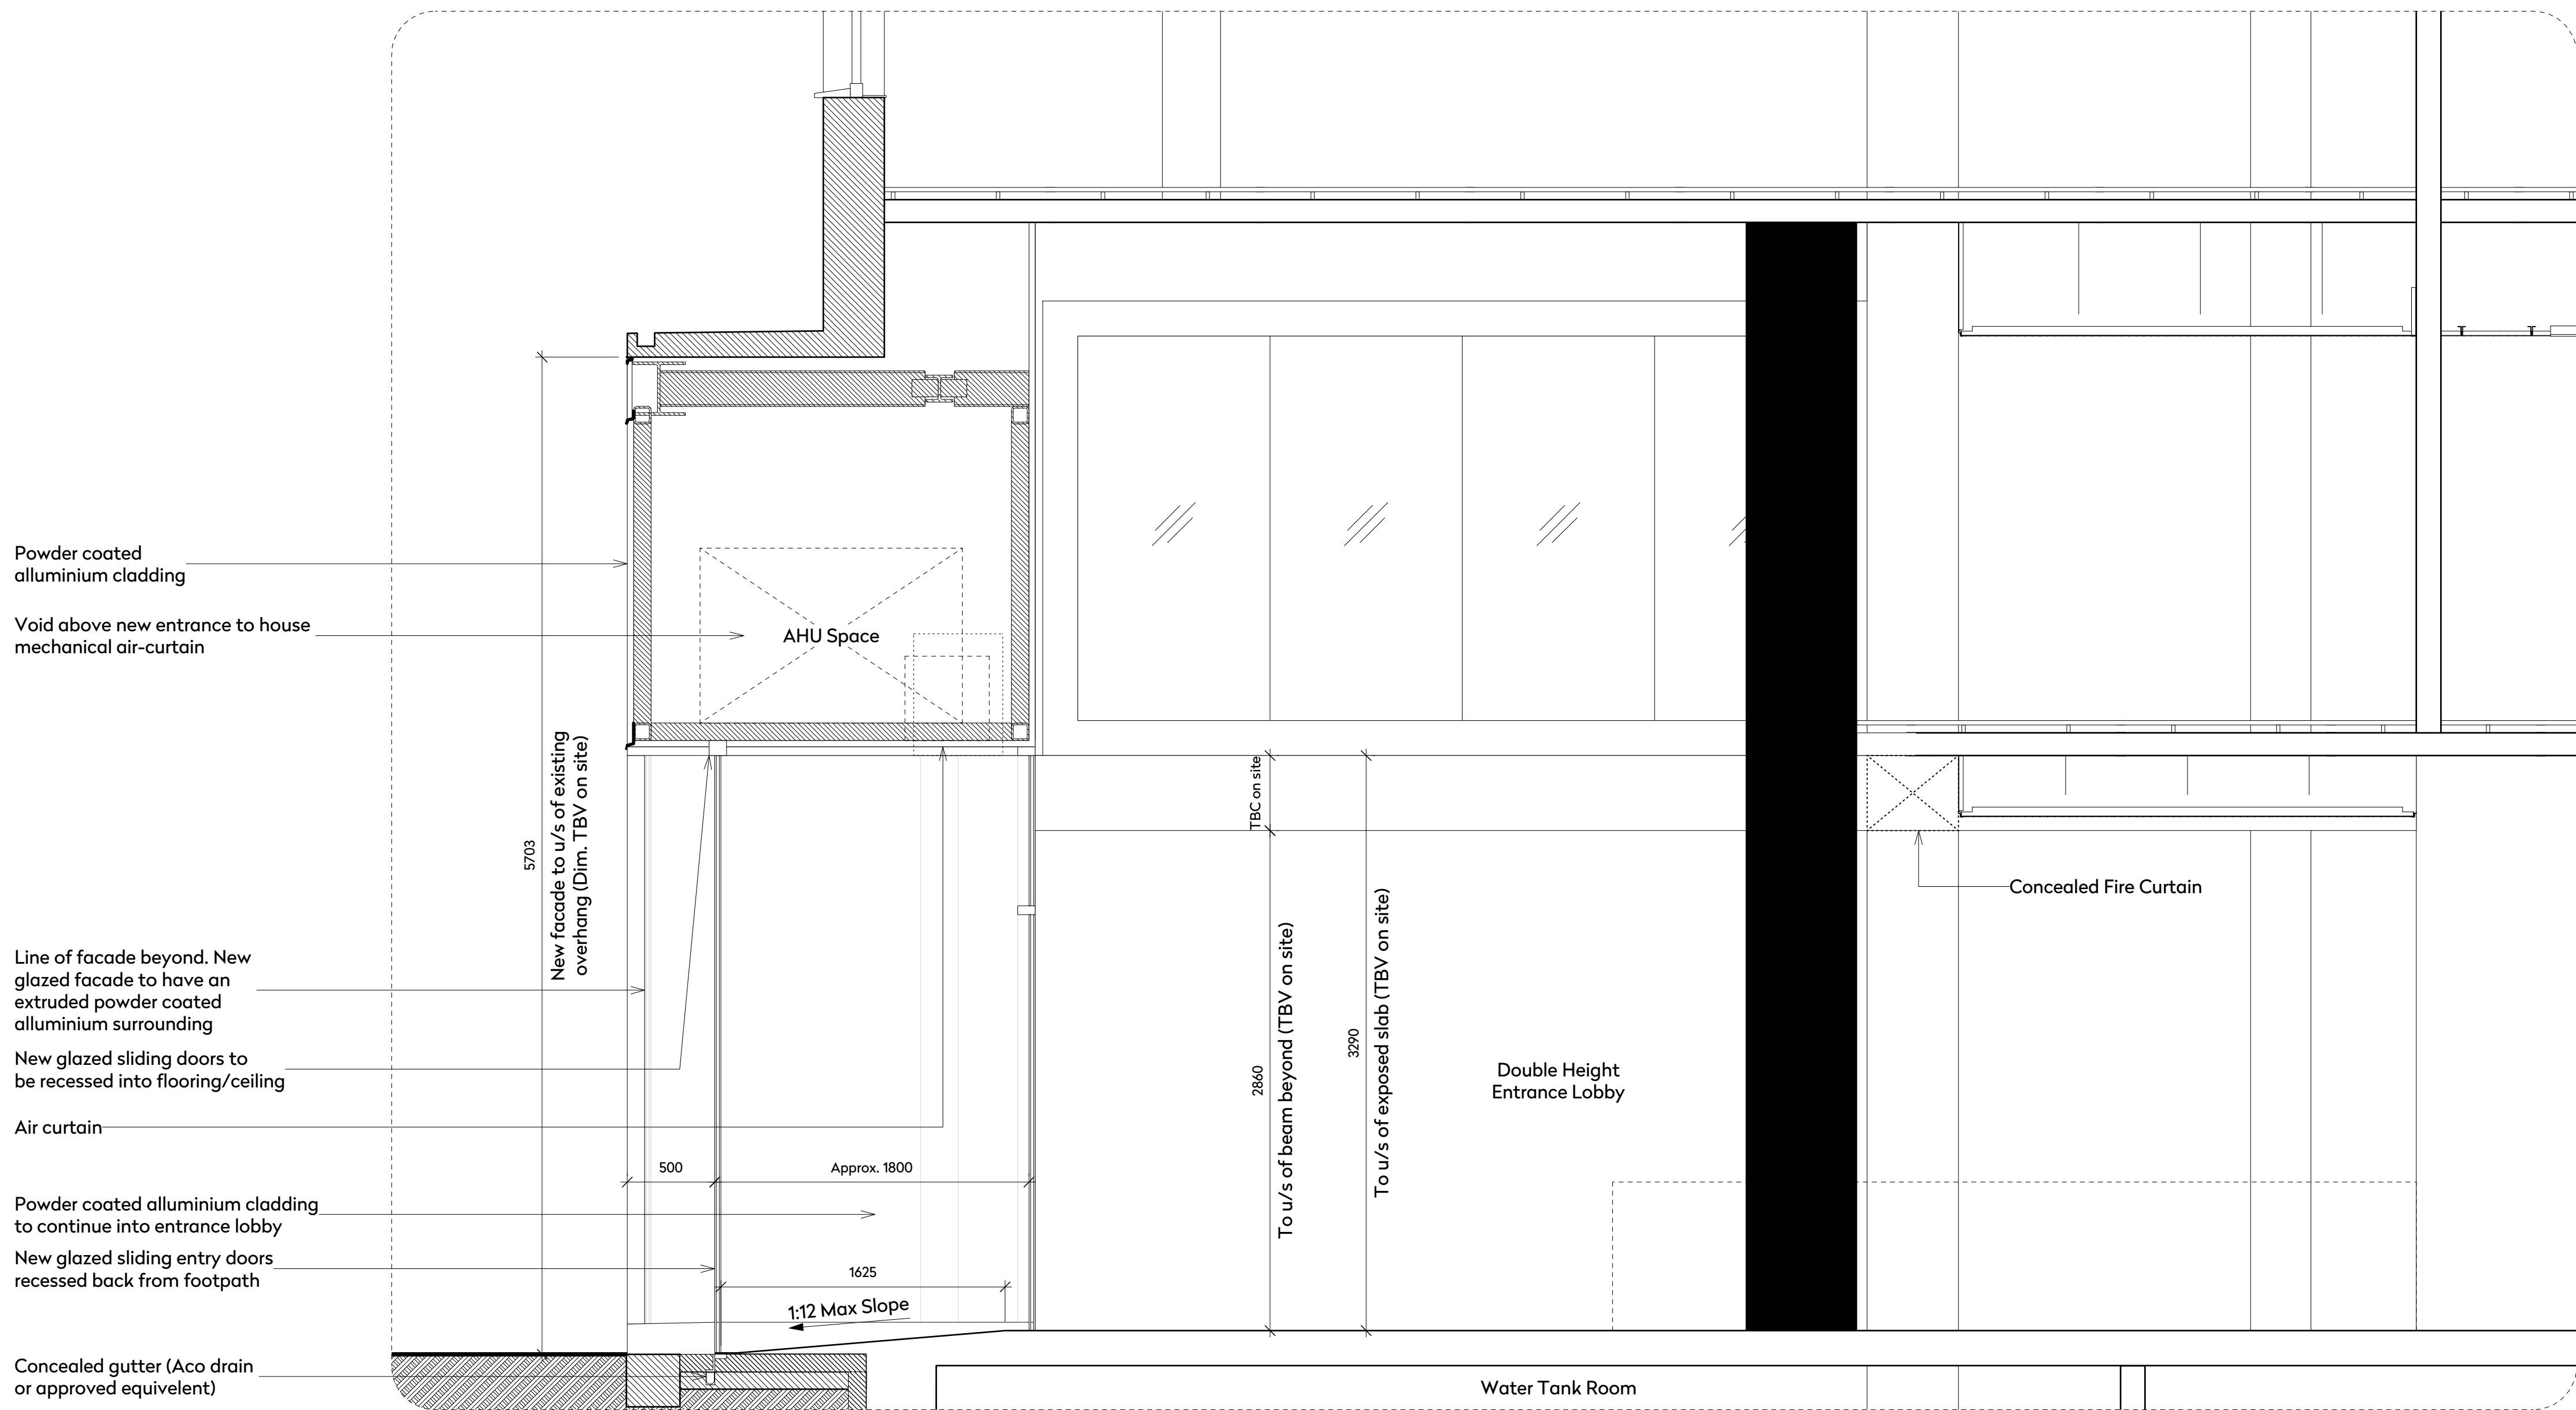 Powder coated
alluminium cladding
Void above new entrance to house
mechanical air-curtain
AHU Space
5703
New facade to u/s of existing
overhang (Dim. TBV on site)
TBC on site
Concealed Fire Curtain
Line of facade beyond. New
glazed facade to have an
extruded powder coated
alluminium surrounding
New glazed sliding doors to
be recessed into flooring/ceiling
Air curtain
2860
To u/s of beam beyond (TBV on site)
3290
To u/s of exposed slab (TBV on site)
Double Height
Entrance Lobby
500
Approx. 1800
Powder coated alluminium cladding
to continue into entrance lobby
New glazed sliding entry doors
recessed back from footpath
1625
1:12 Max Slope
Concealed gutter (Aco drain
or approved equivelent)
Water Tank Room